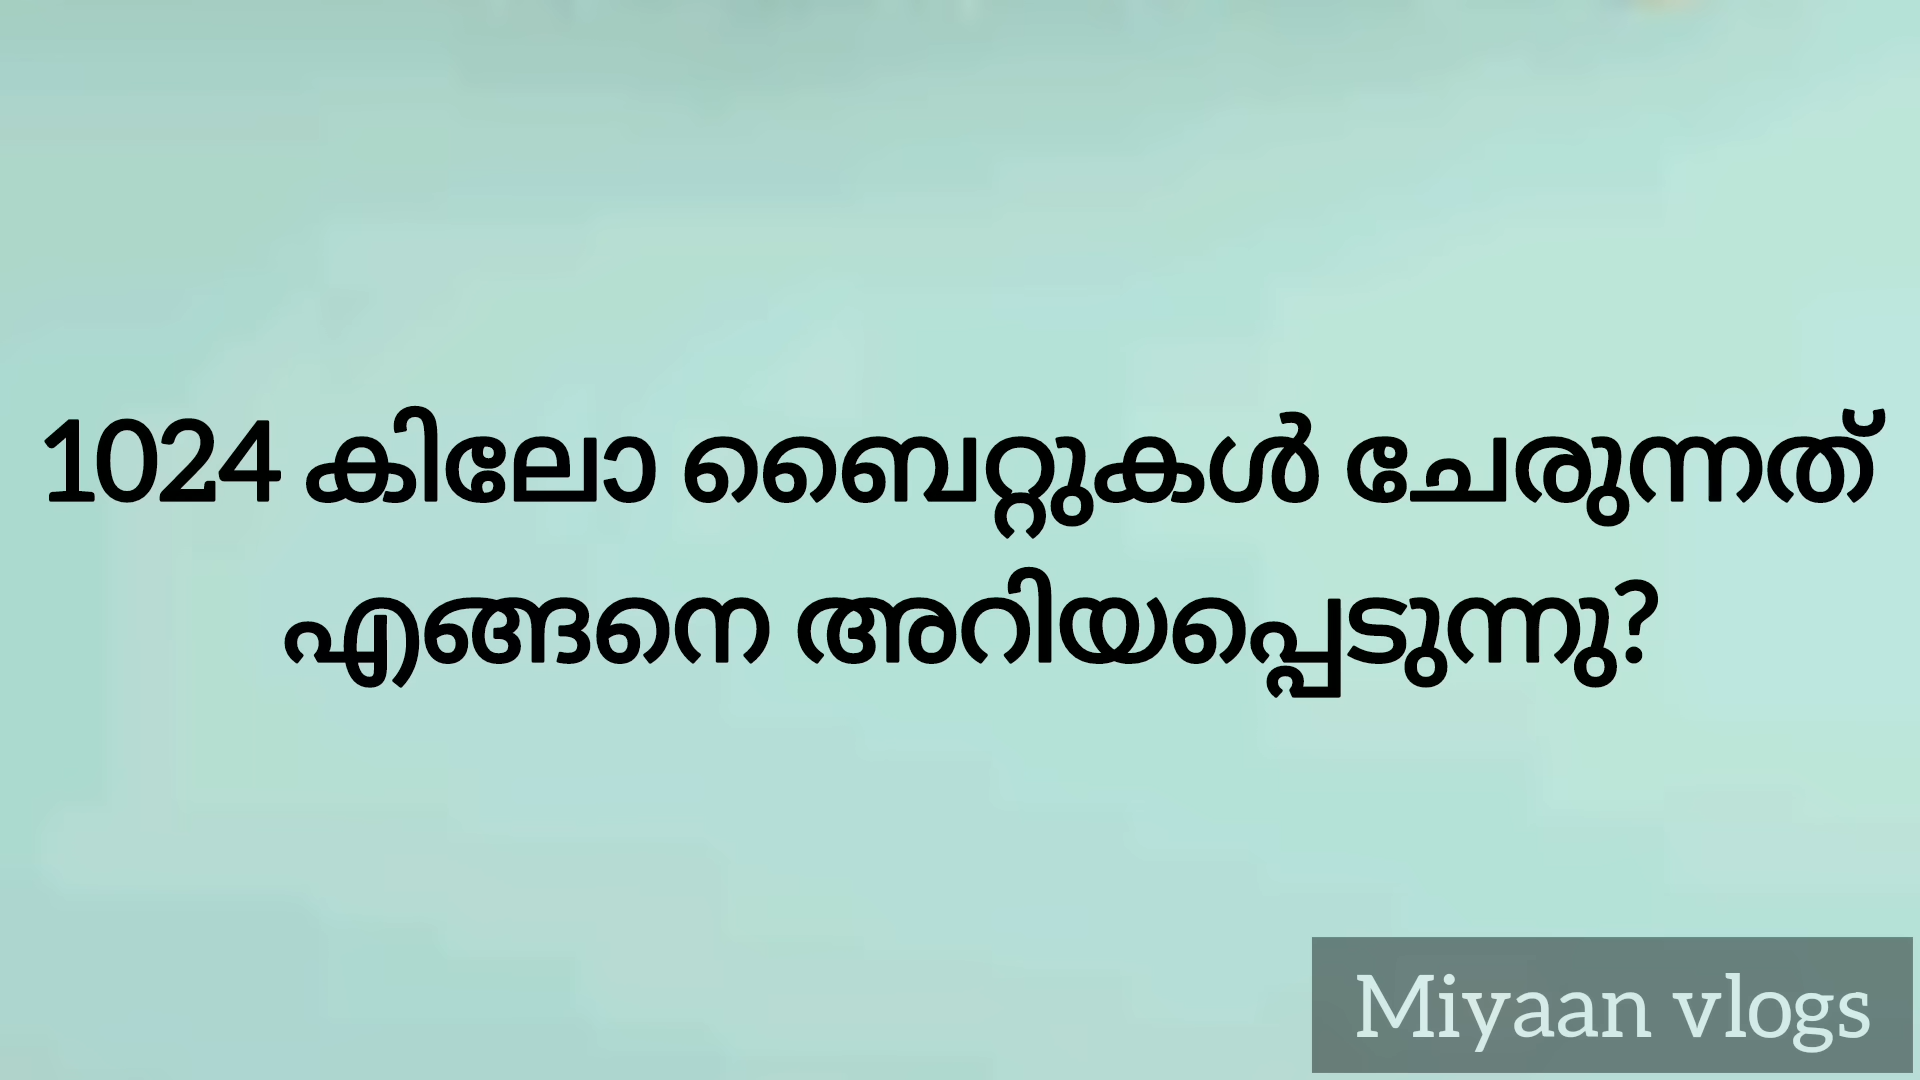 1024 കിലോ ബൈറ്റുകൾ ചേരുന്നത്
എങ്ങനെ അറിയപ്പെടുന്നു?
Miyaan vlogs